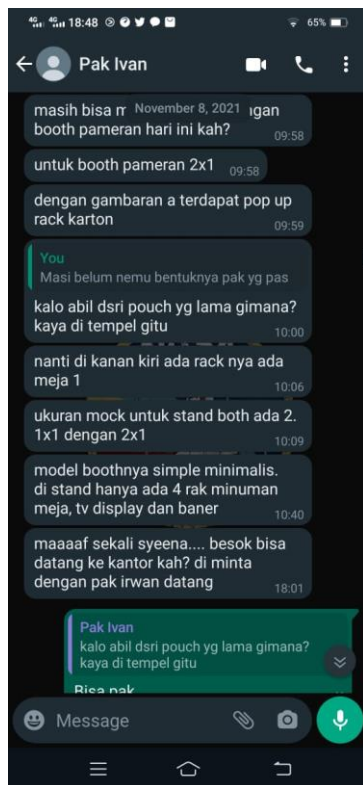 4G 4G 18:48 65%
Pak Ivan
November 8, 2021
masih bisa m ngan
booth pameran hari ini kah?
09:58
untuk booth pameran 2x1 09:58
dengan gambaran a terdapat pop up
rack karton
09:59
You
Masi belum nemu bentuknya pak yg pas
kalo abil dsri pouch yg lama gimana?
kaya di tempel gitu
10:00
nanti di kanan kiri ada rack nya ada
meja 1
10:06
ukuran mock untuk stand both ada 2.
1x1 dengan 2x1
10:09
model boothnya simple minimalis.
di stand hanya ada 4 rak minuman
meja, tv display dan baner
10:40
maaaf sekali syeena.... besok bisa
datang ke kantor kah? di minta
dengan pak irwan datang
18:01
Pak Ivan
kalo abil dsri pouch yg lama gimana?
kaya di tempel gitu
Bisa pak
Message